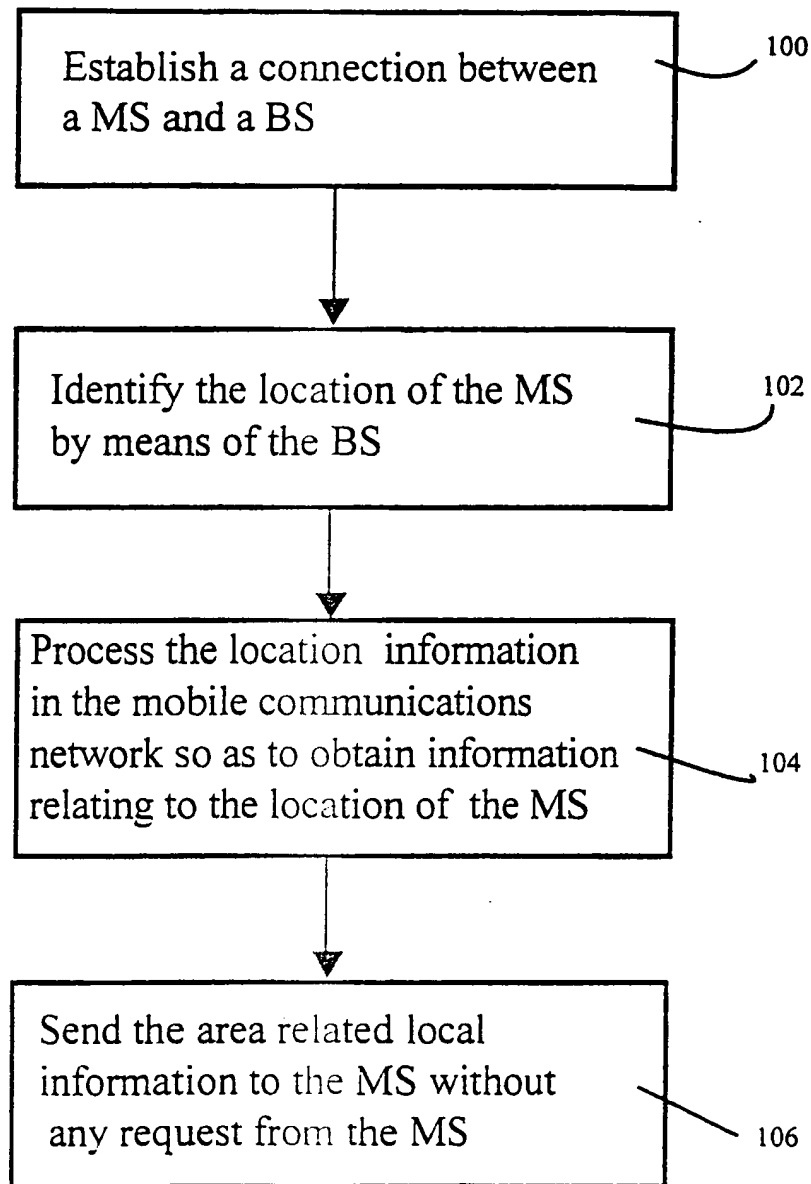 Establish a connection between
a MS and a BS
100
Identify the location of the MS
by means of the BS
102
Process the location information
in the mobile communications
network so as to obtain information
relating to the location of the MS
104
Send the area related local
information to the MS without
any request from the MS
106